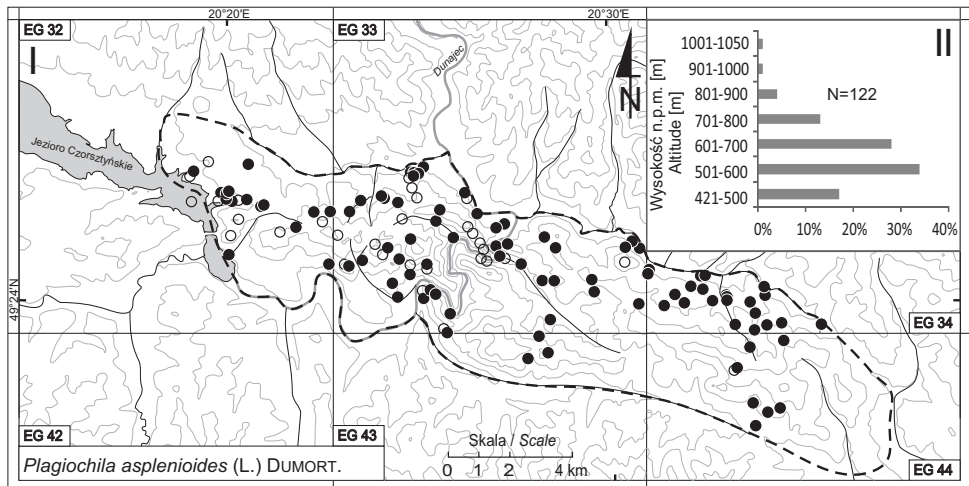 20°20'E
20°30'E
EG 32
EG 33
I
II
Dunajec
N
Jezioro Czorsztyńskie
49°24'N
Wysokość n.p.m. [m]
Altitude [m]
1001-1050
901-1000
801-900
701-800
601-700
501-600
421-500
N=122
0%
10%
20%
30%
40%
EG 34
EG 42
EG 43
EG 44
Skala / Scale
0 1 2 4 km
Plagiochila asplenioides (L.) DUMORT.